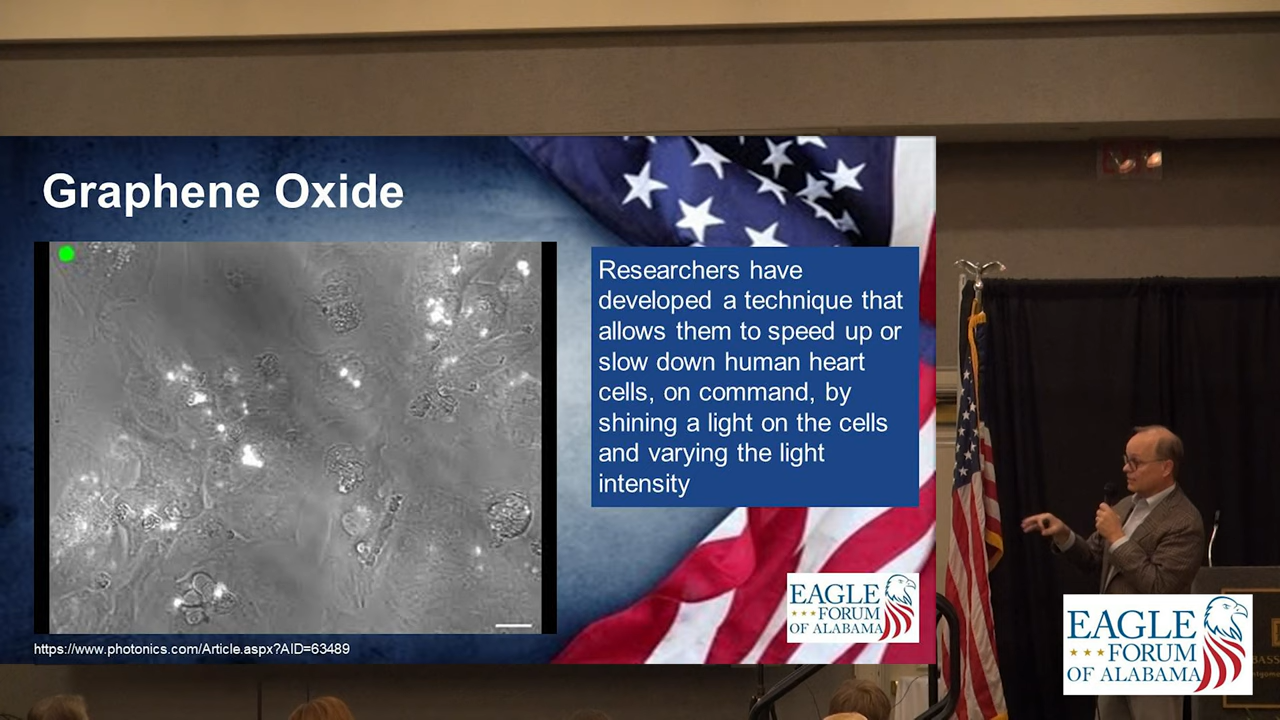 Graphene Oxide
Researchers have
developed a technique that
allows them to speed up or
slow down human heart
cells, on command, by
shining a light on the cells
and varying the light
intensity
EAGLE
FORUM
OF ALABAMA
https://www.photonics.com/Article.aspx?AID=63489
EAGLE
FORUM
OF ALABAMA